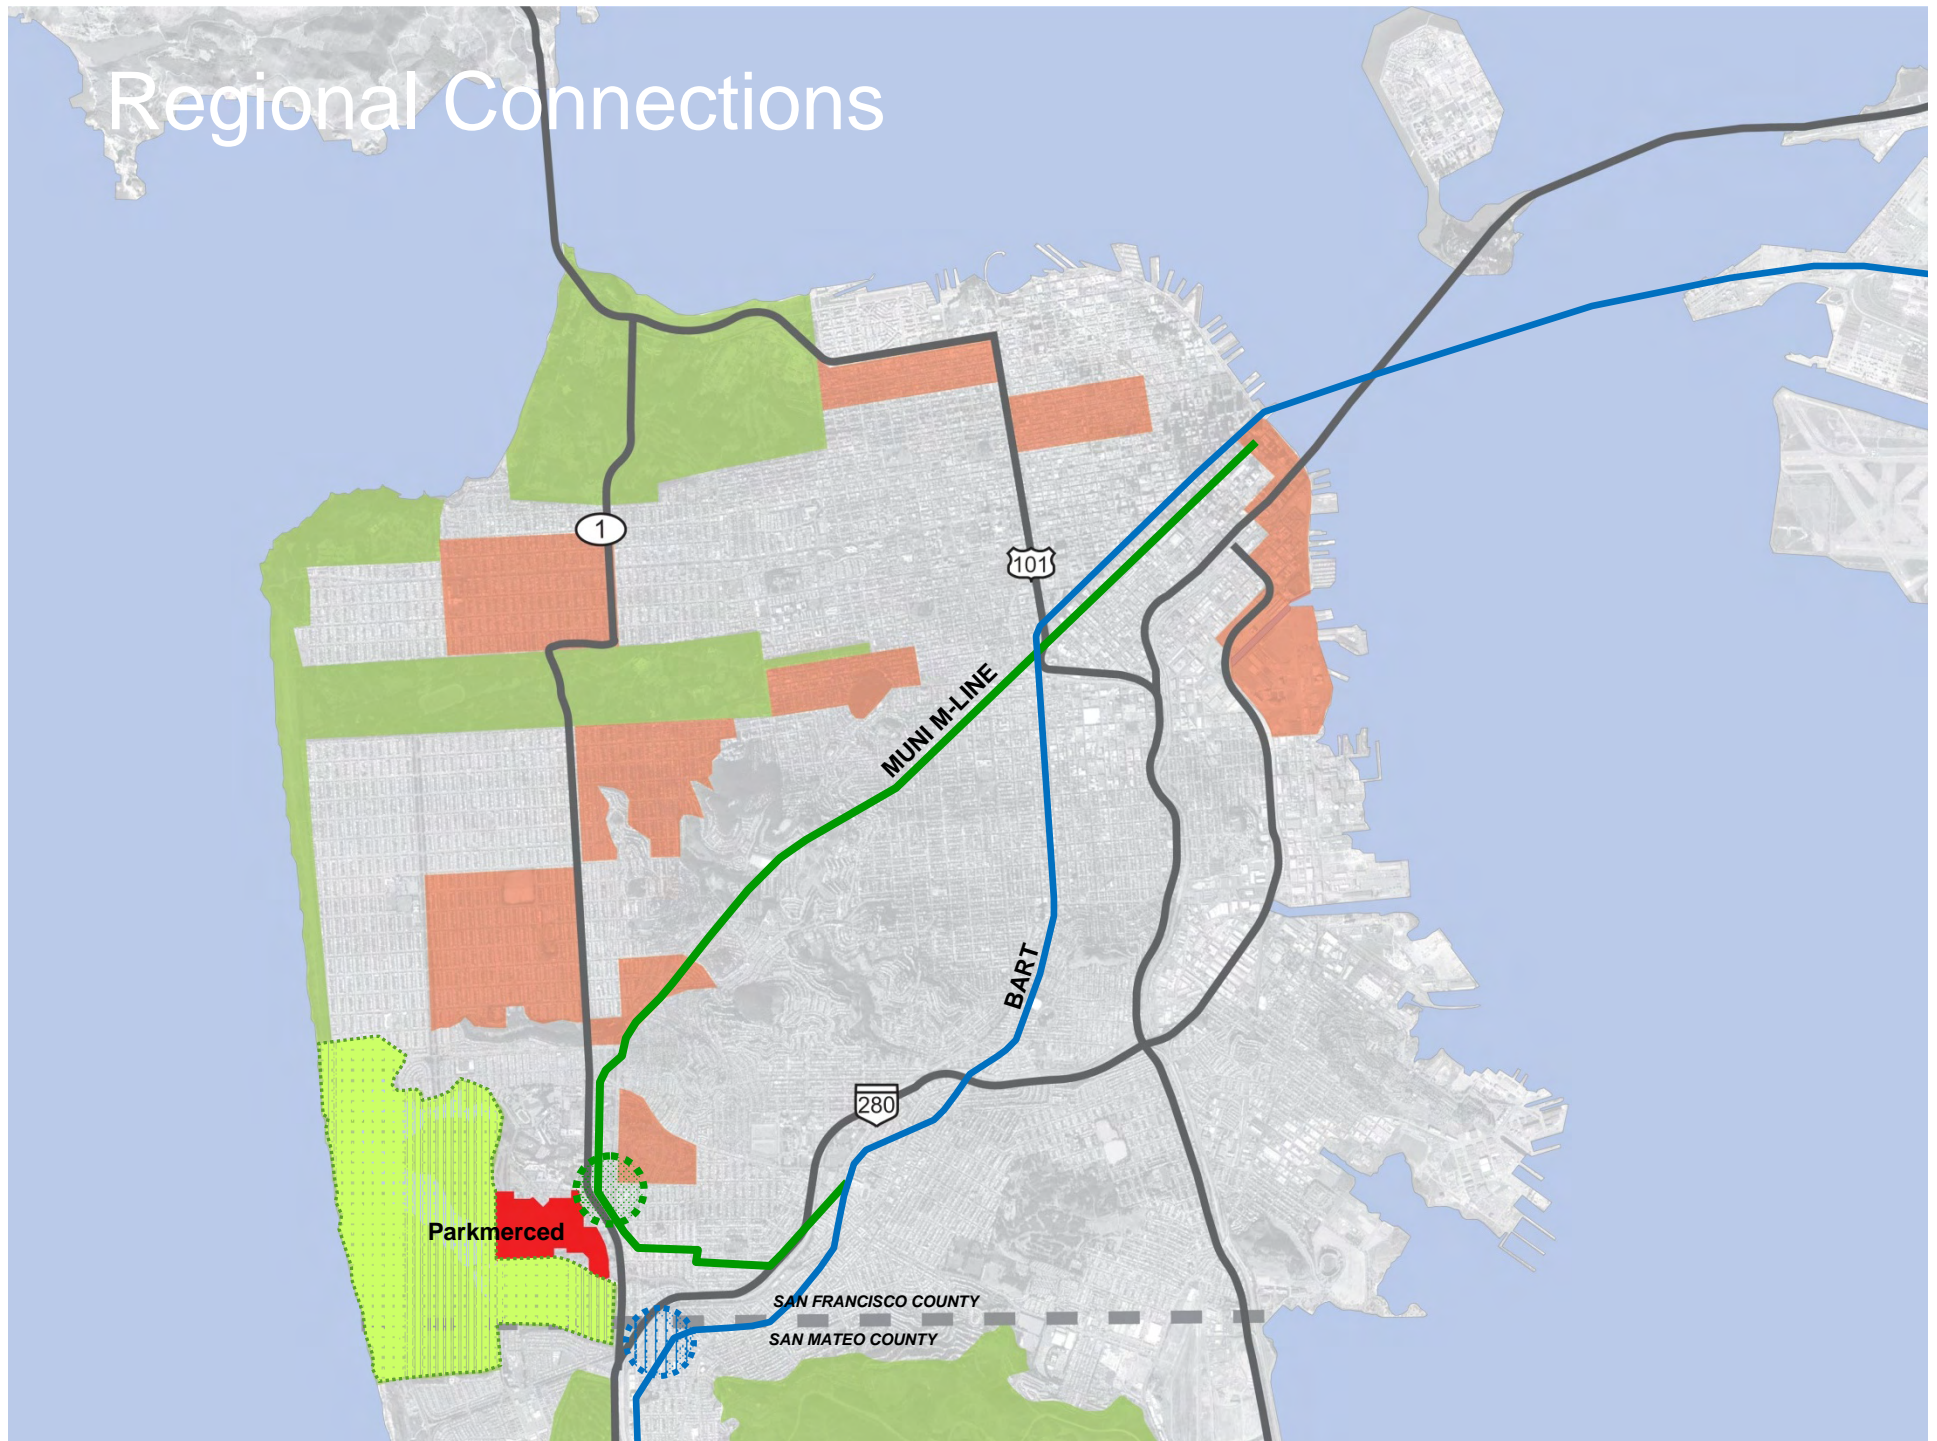 Regional Connections
1
101
MUNI M-LINE
BART
280
Parkmerced
SAN FRANCISCO COUNTY
SAN MATEO COUNTY